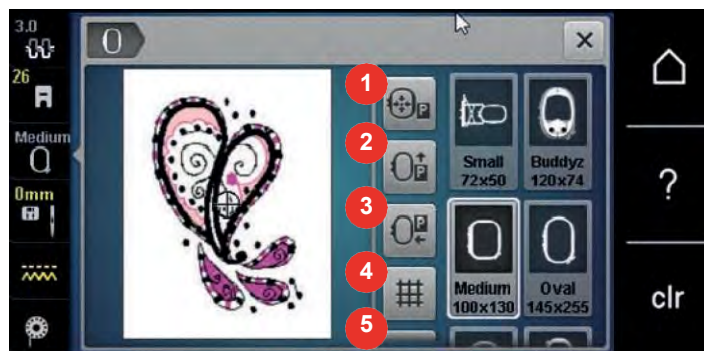 3.0
26
Medium
0mm
1
2
3
4
5
P
P
P
Small
72x50
Buddyz
120x74
Medium
100x130
Oval
145x255
?
clr